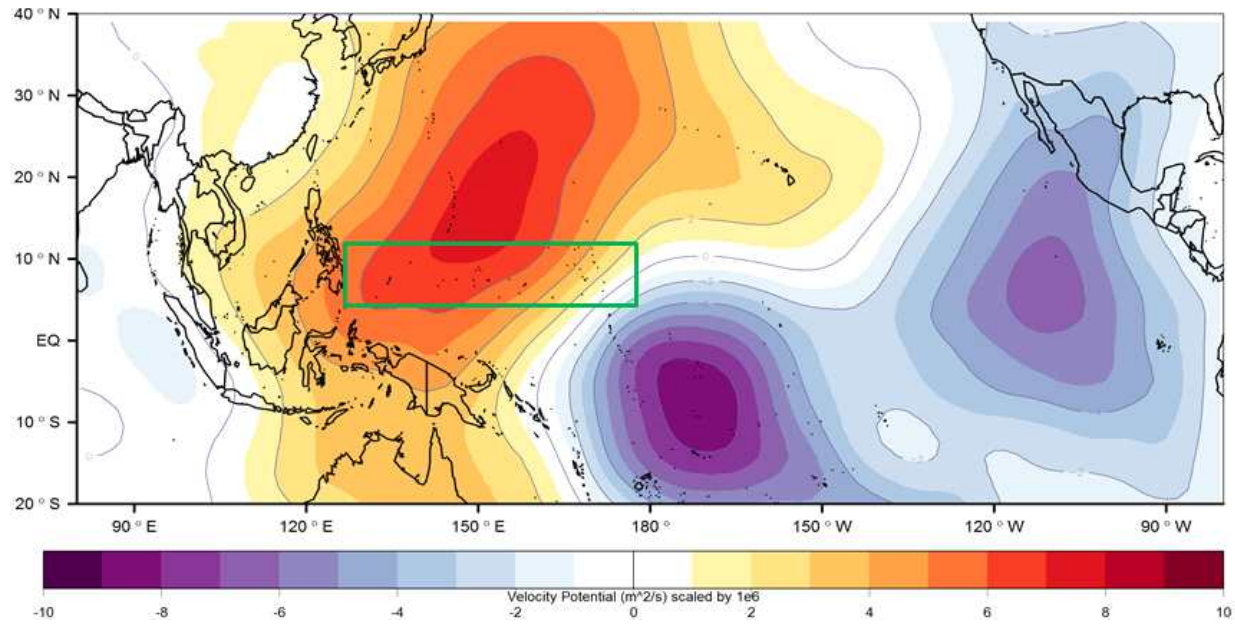 40 ° N
30 ° N
20 ° N
10 ° N
EQ
10 ° S
20 ° S
90 ° E 120 ° E 150 ° E 180 ° 150 ° W 120 ° W 90 ° W
Velocity Potential (m^2/s) scaled by 1e6
-10 -8 -6 -4 -2 0 2 4 6 8 10